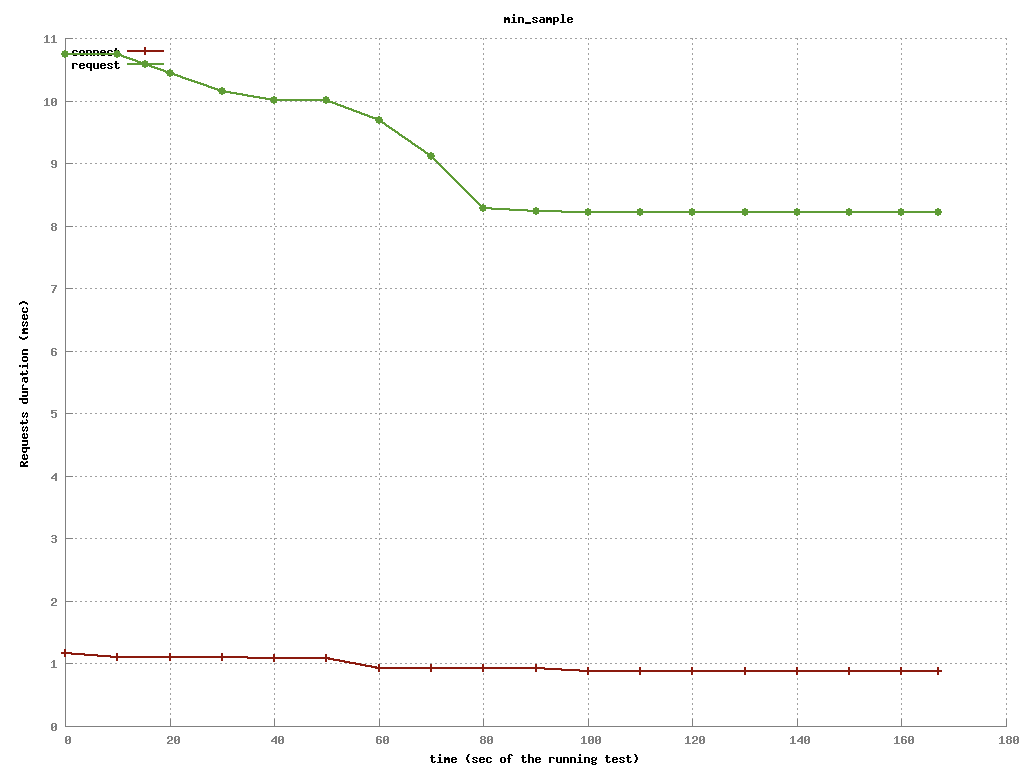 min_sample
connect
request
11
10
9
8
7
6
5
4
3
2
1
0
Requests duration (msec)
0 20 40 60 80 100 120 140 160 180
time (sec of the running test)